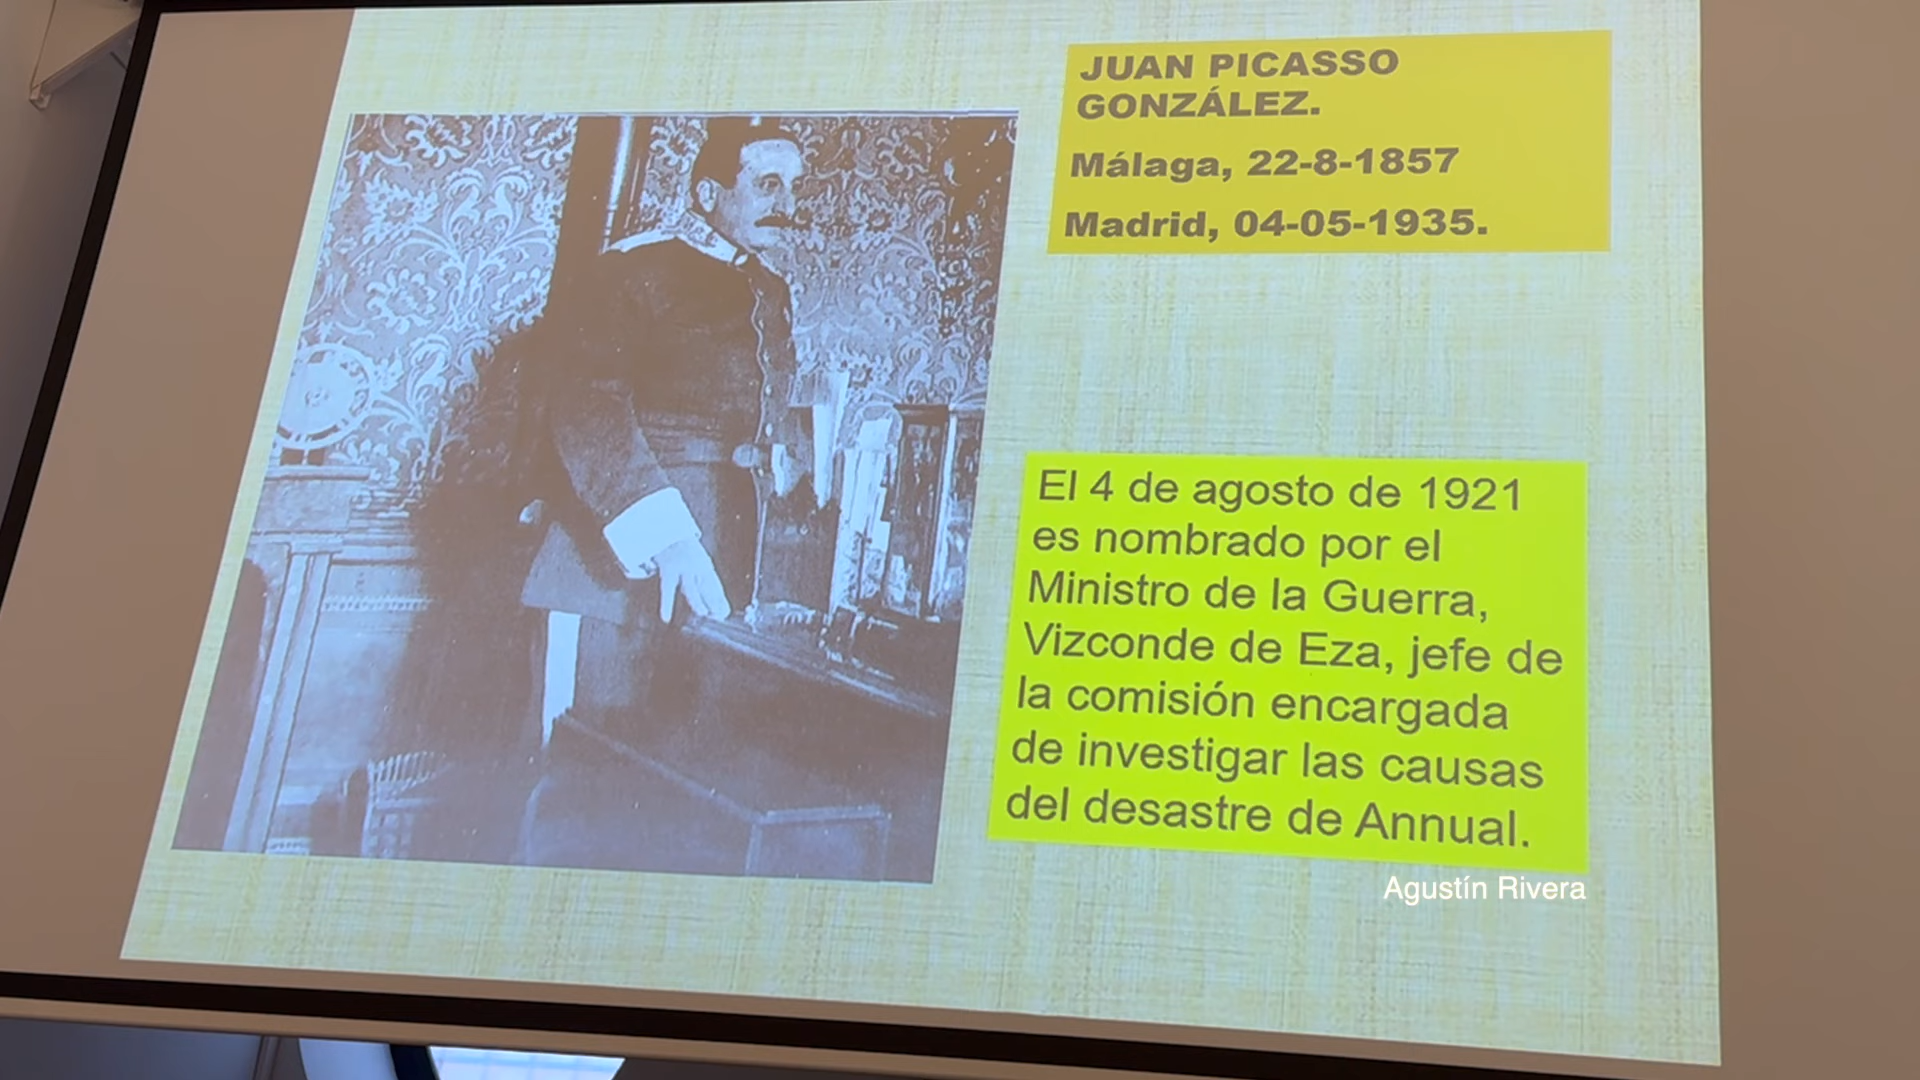 JUAN PICASSO
GONZÁLEZ.
Málaga, 22-8-1857
Madrid, 04-05-1935.
El 4 de agosto de 1921
es nombrado por el
Ministro de la Guerra,
Vizconde de Eza, jefe de
la comisión encargada
de investigar las causas
del desastre de Annual.
Agustín Rivera